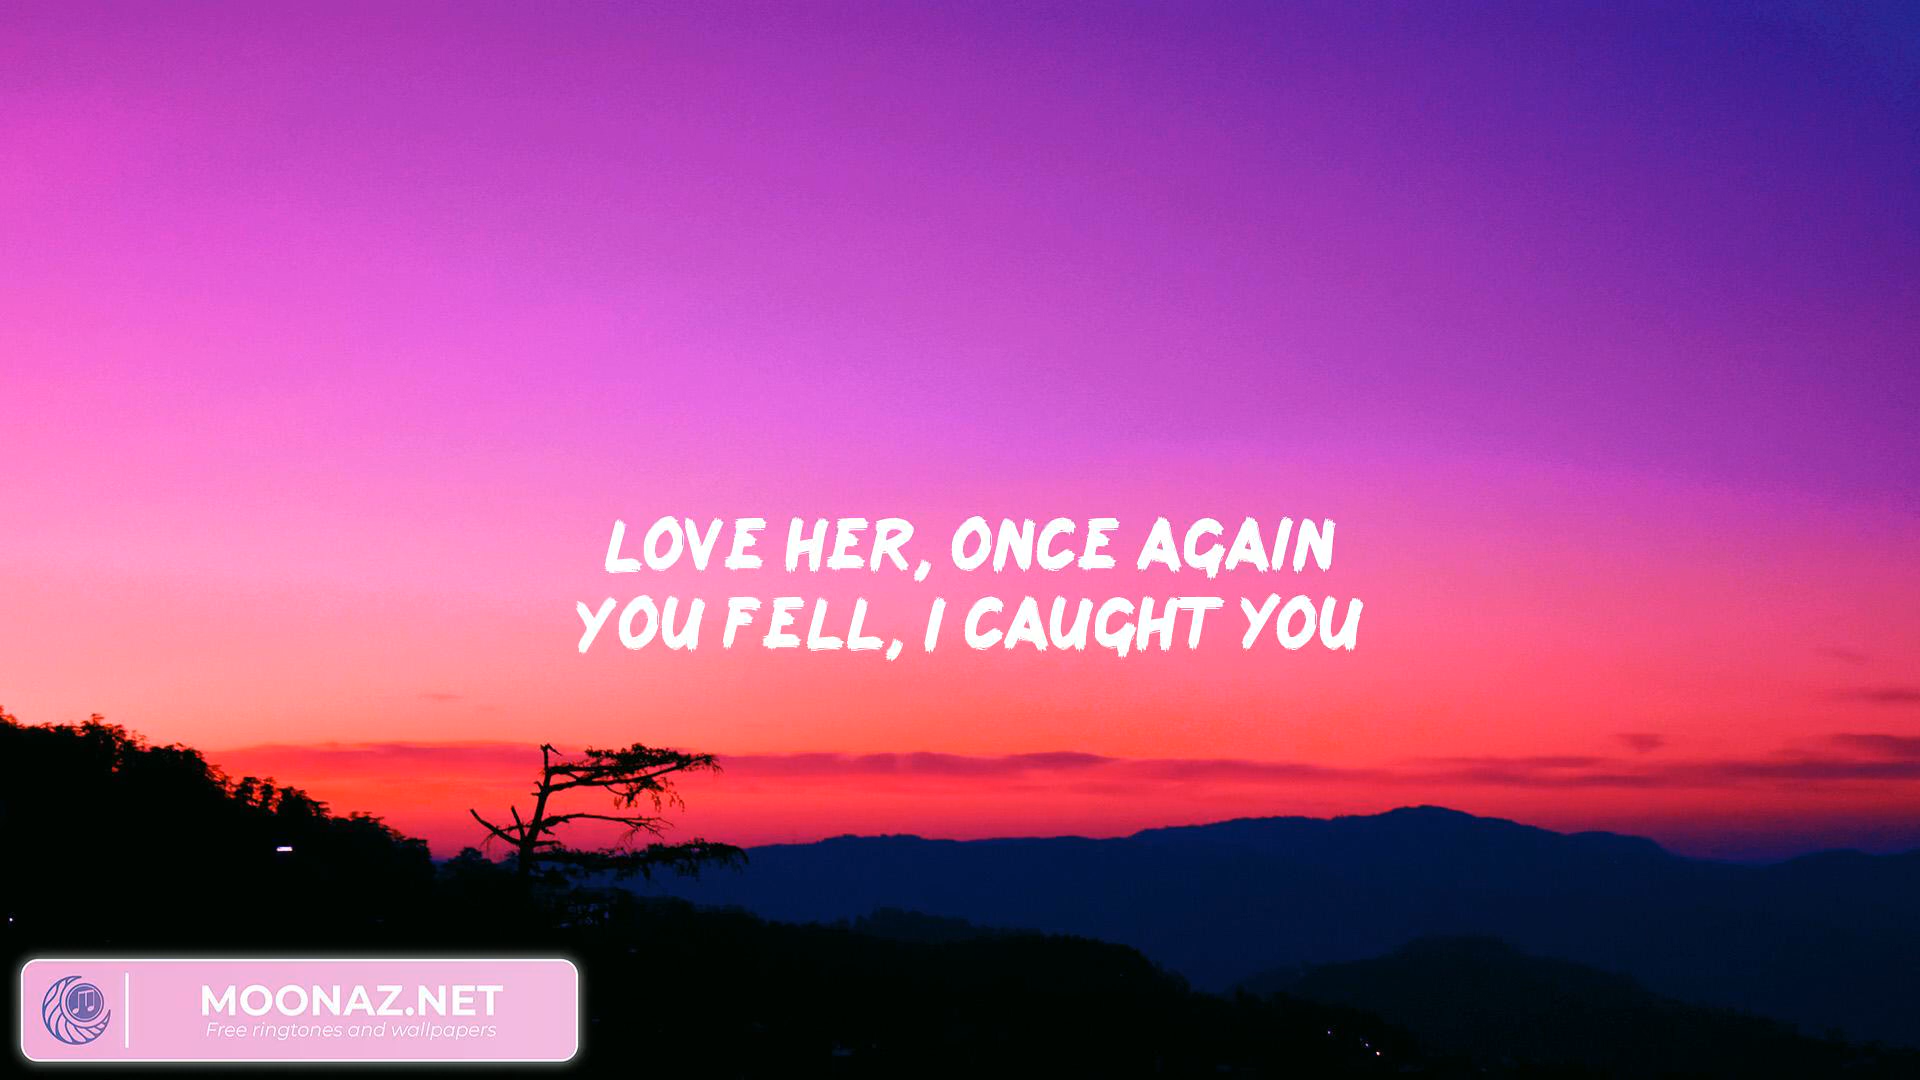 LOVE HER, ONCE AGAIN
YOU FELL, I CAUGHT YOU
MOONAZ.NET
Free ringtones and wallpapers